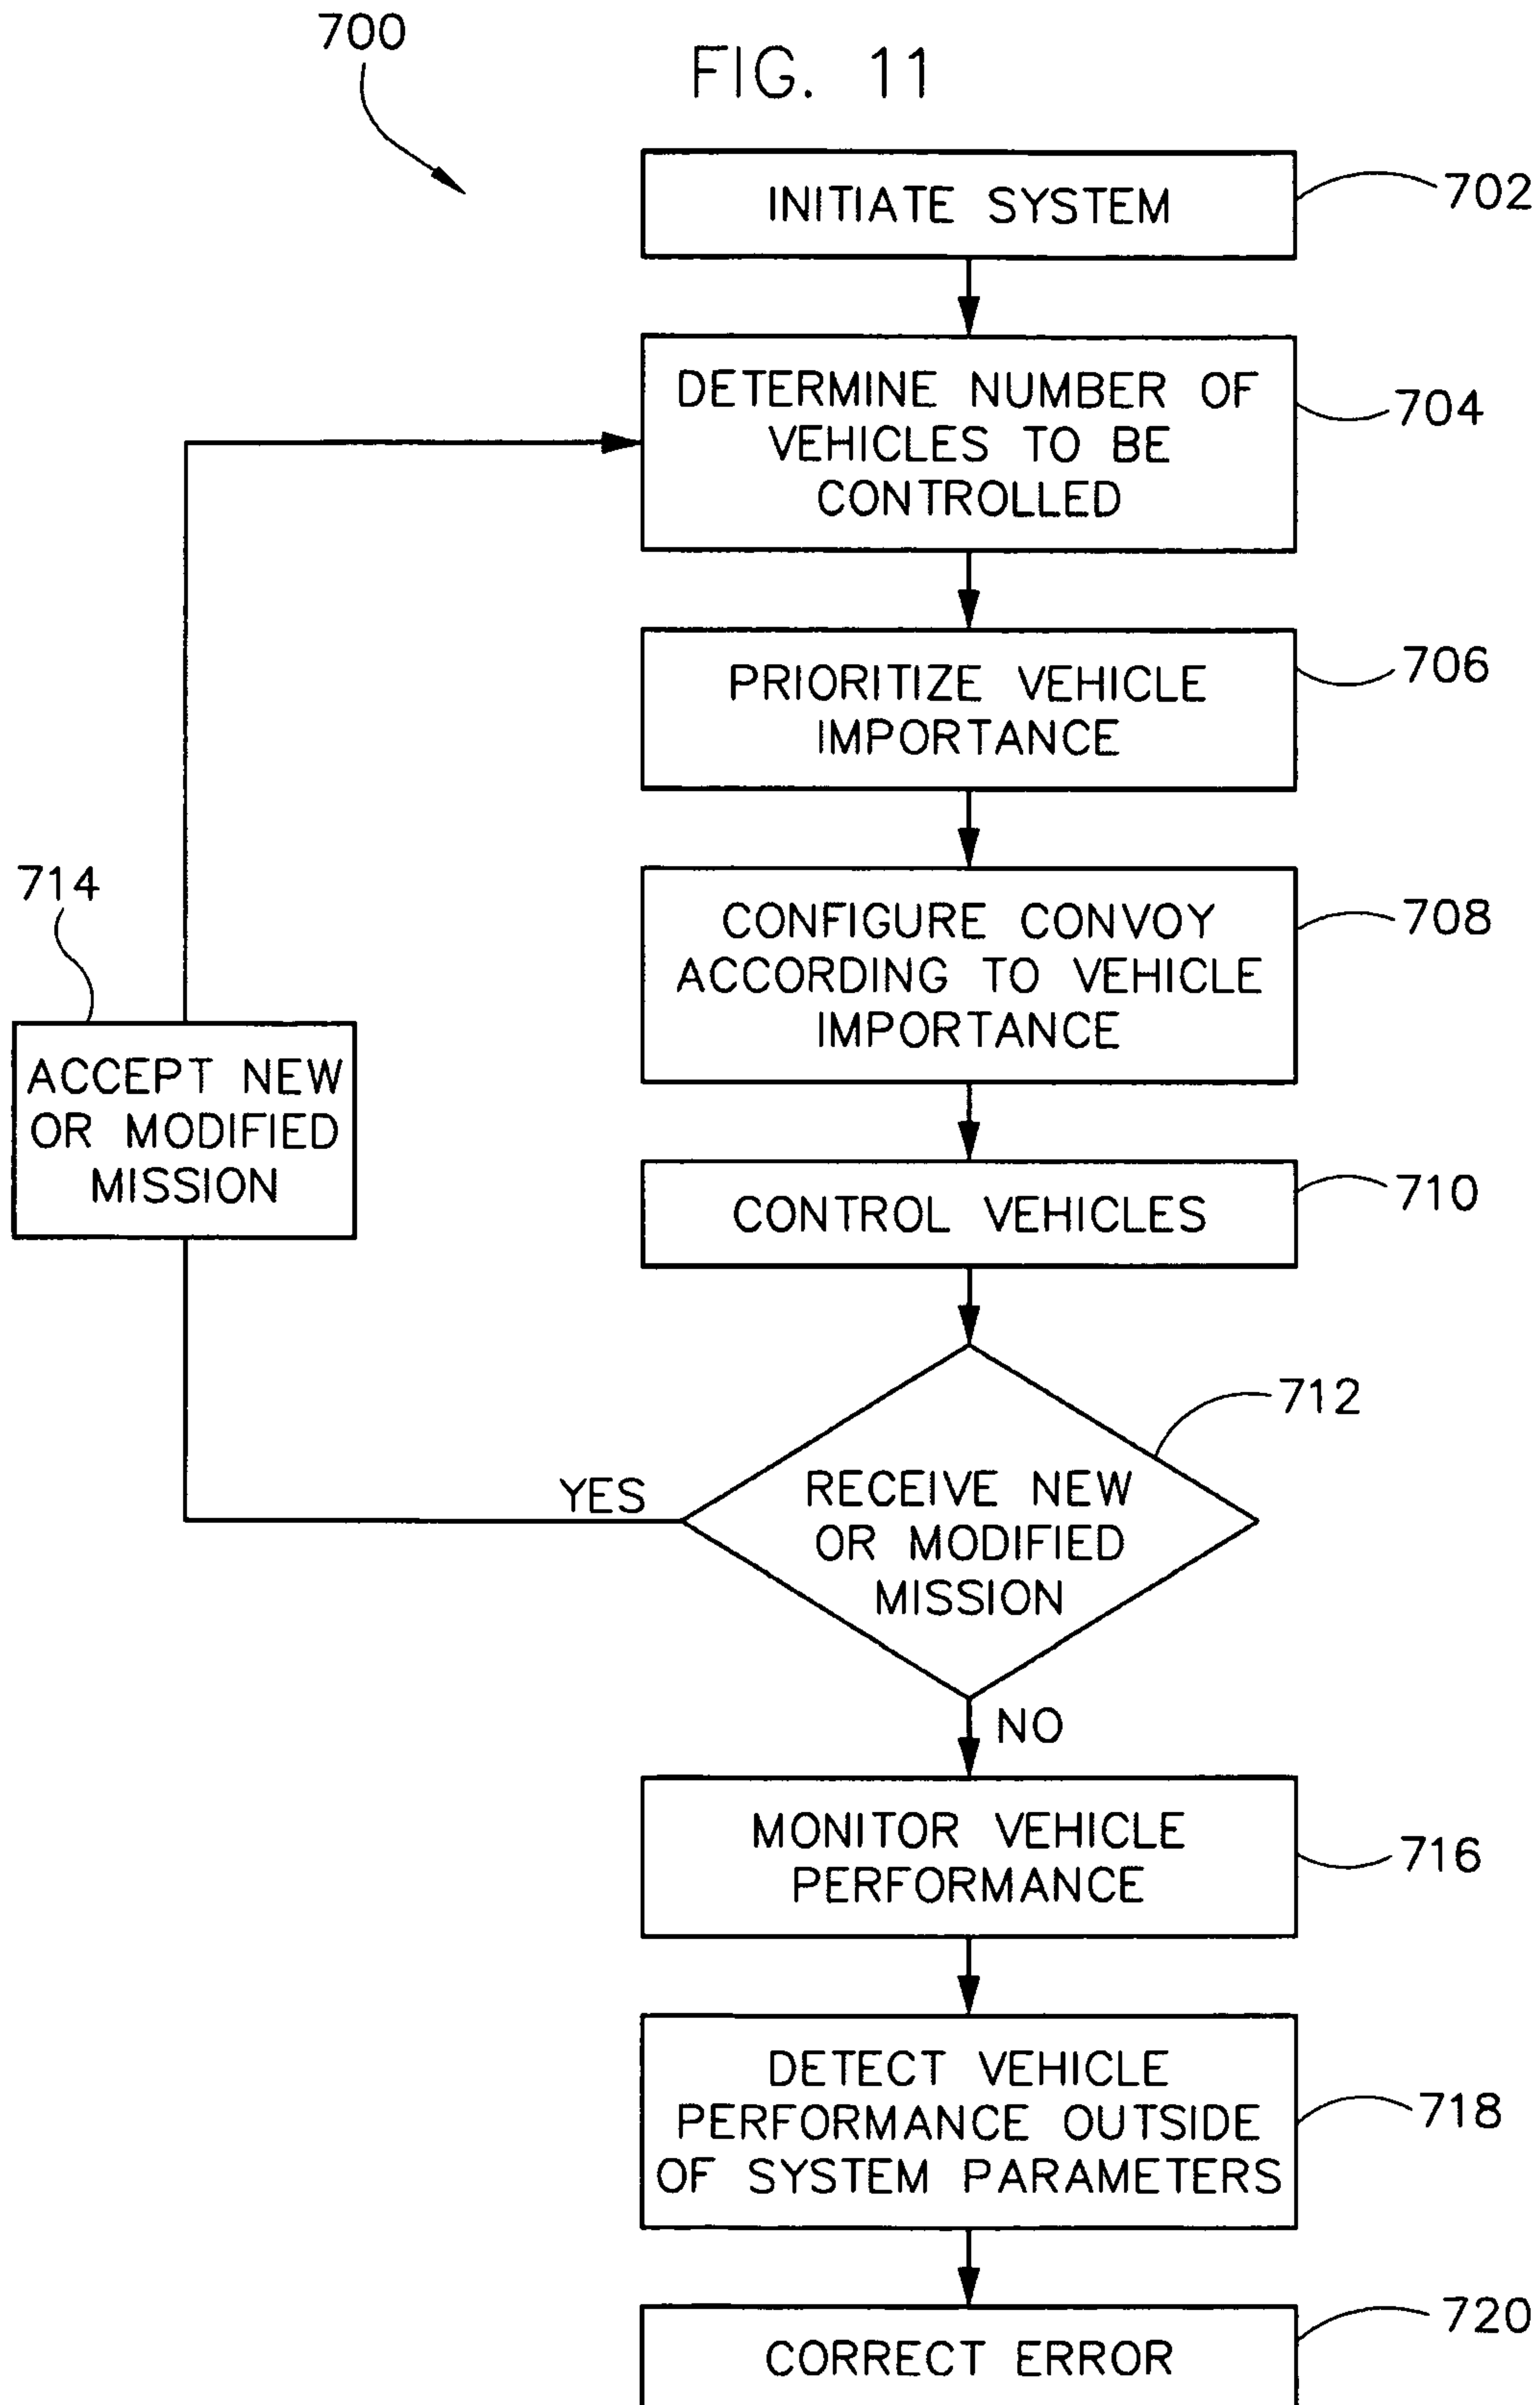 700
FIG. 11
INITIATE SYSTEM
702
DETERMINE NUMBER OF
VEHICLES TO BE
CONTROLLED
704
PRIORITIZE VEHICLE
IMPORTANCE
706
CONFIGURE CONVOY
ACCORDING TO VEHICLE
IMPORTANCE
708
714
ACCEPT NEW
OR MODIFIED
MISSION
CONTROL VEHICLES
710
712
YES
RECEIVE NEW
OR MODIFIED
MISSION
NO
MONITOR VEHICLE
PERFORMANCE
716
DETECT VEHICLE
PERFORMANCE OUTSIDE
OF SYSTEM PARAMETERS
718
CORRECT ERROR
720